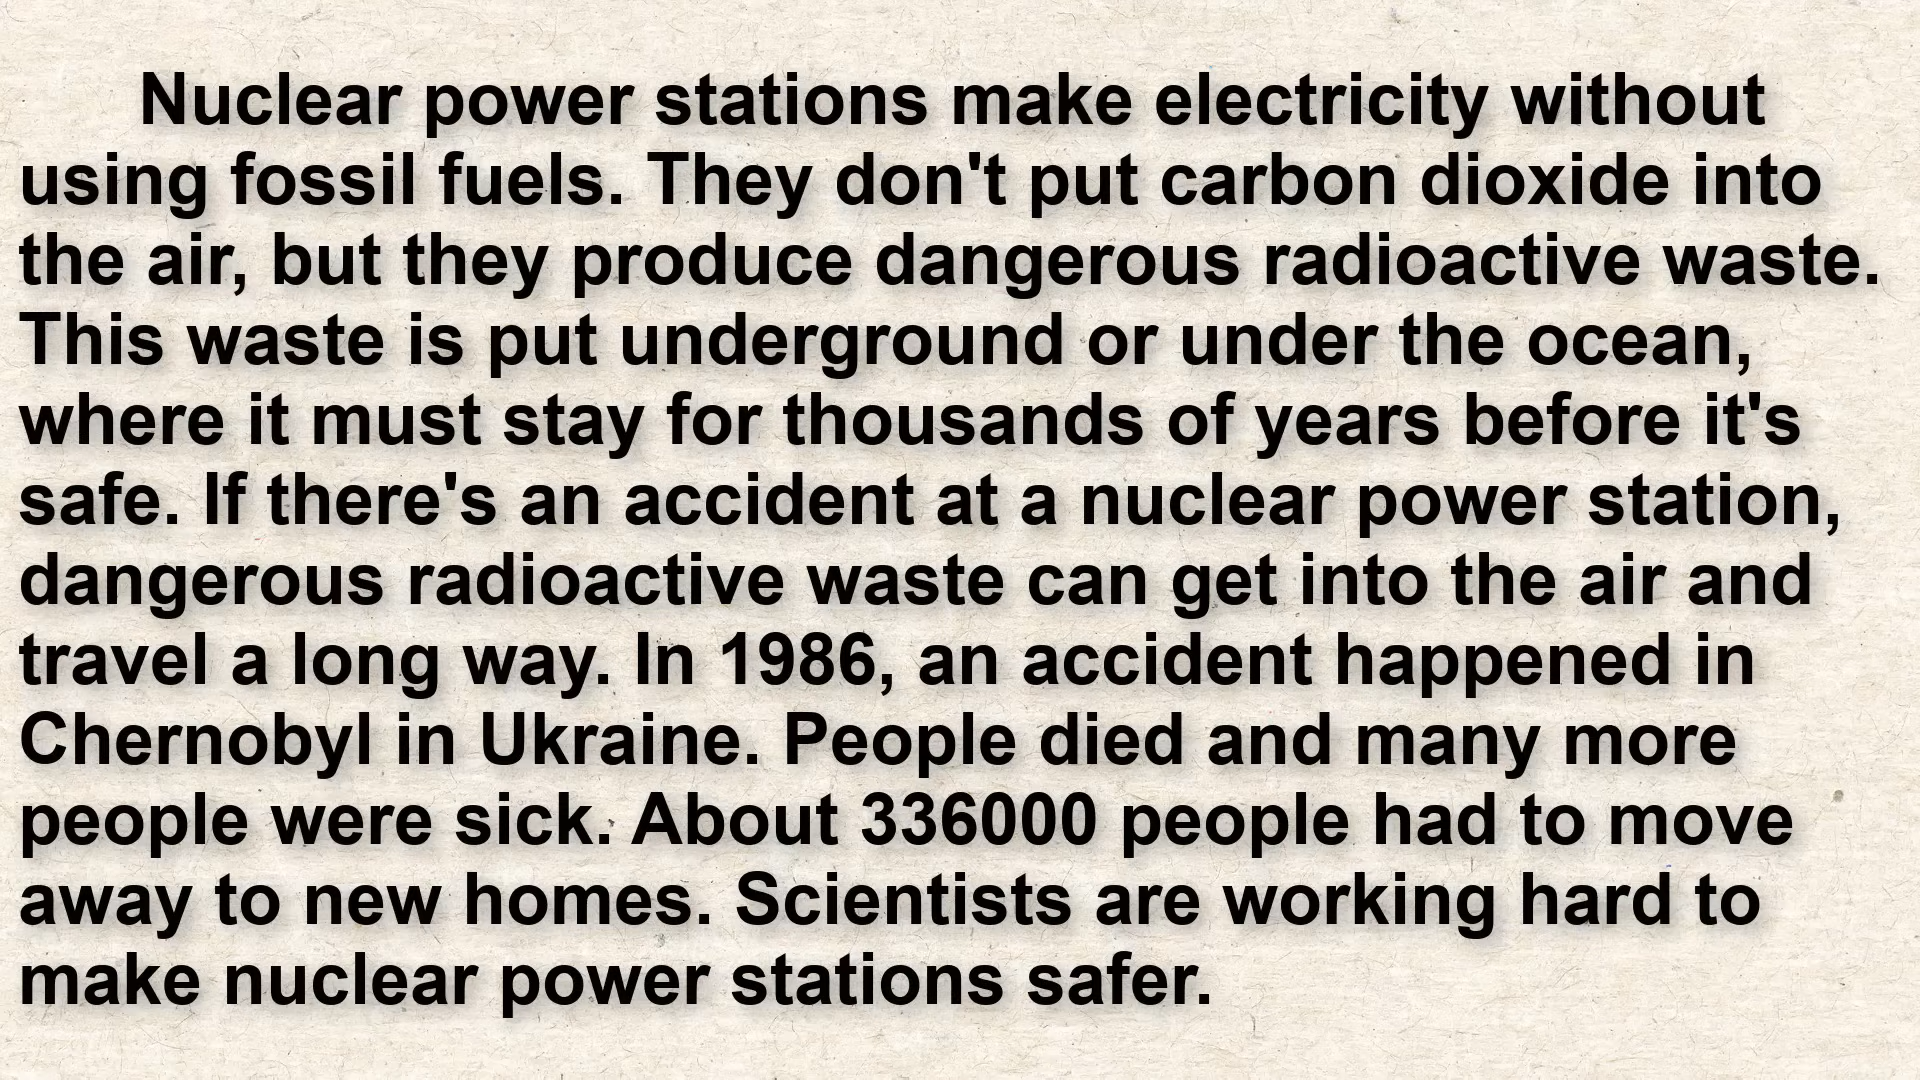 Nuclear power stations make electricity without
using fossil fuels. They don't put carbon dioxide into
the air, but they produce dangerous radioactive waste.
This waste is put underground or under the ocean,
where it must stay for thousands of years before it's
safe. If there's an accident at a nuclear power station,
dangerous radioactive waste can get into the air and
travel a long way. In 1986, an accident happened in
Chernobyl in Ukraine. People died and many more
people were sick. About 336000 people had to move
away to new homes. Scientists are working hard to
make nuclear power stations safer.